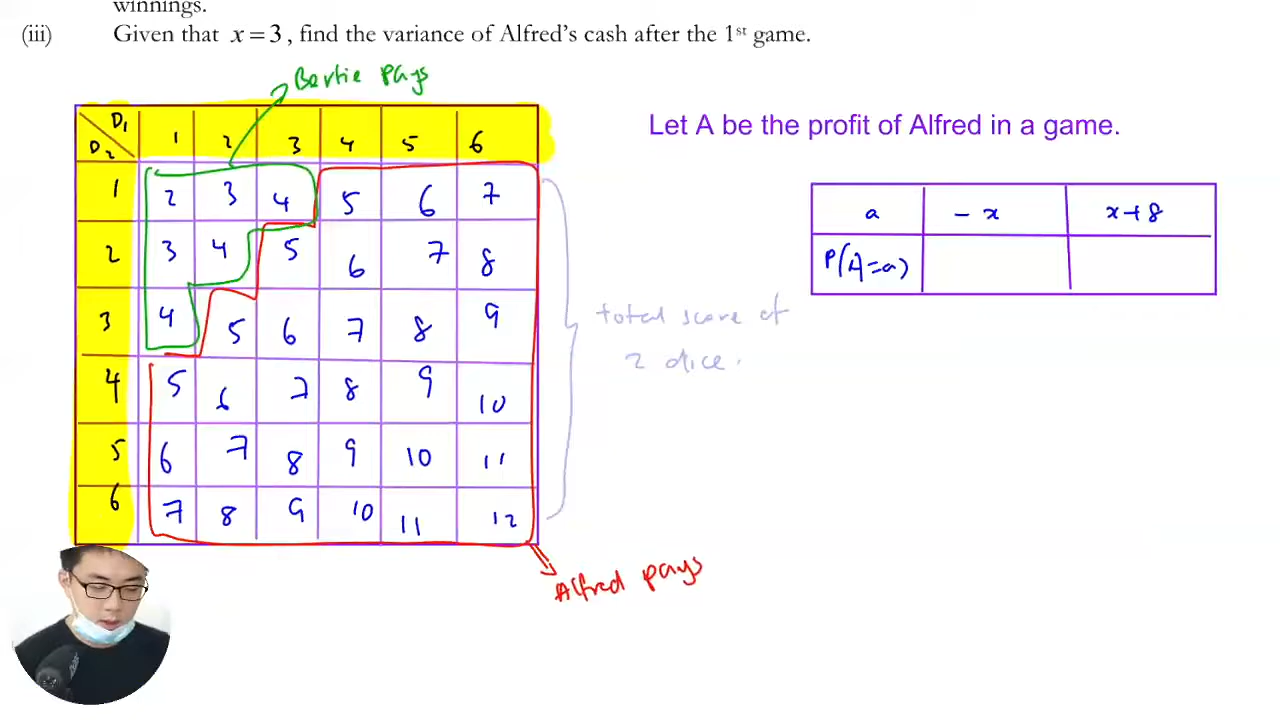 winnings.
(iii) Given that x = 3, find the variance of Alfred's cash after the 1st game.
Bertie pays
D1 1 2 3 4 5 6
D2
1 2 3 4 5 6 7
2 3 4 5 6 7 8
3 4 5 6 7 8 9
4 5 6 7 8 9 10
5 6 7 8 9 10 11
6 7 8 9 10 11 12
total score of
2 dice.
Alfred pays
Let A be the profit of Alfred in a game.
a - x x+8
P(A=a)